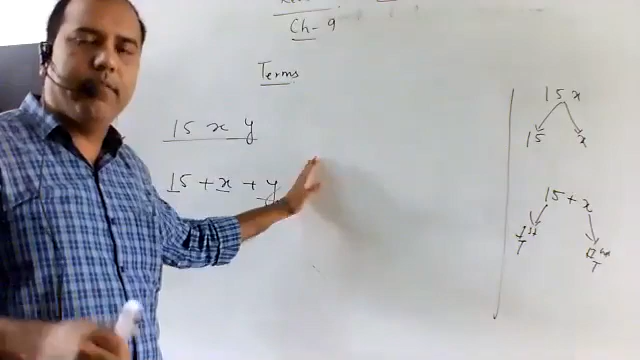 Ch- 9
Terms
15 x y
15 + x + y
15 x
15 x
15 + x